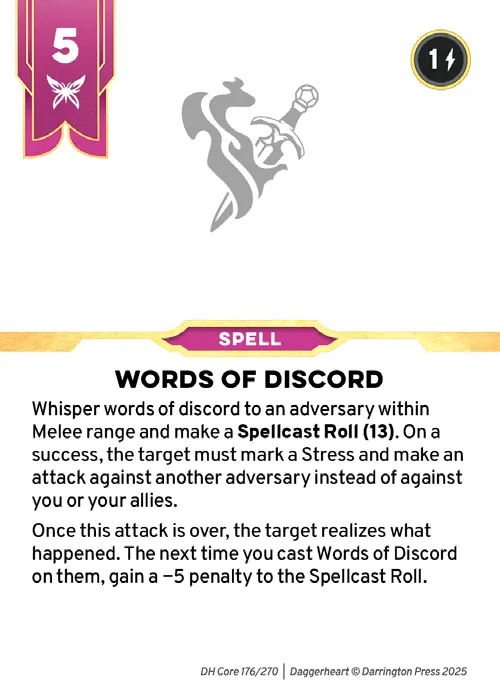 5
1
SPELL
WORDS OF DISCORD
Whisper words of discord to an adversary within
Melee range and make a Spellcast Roll (13). On a
success, the target must mark a Stress and make an
attack against another adversary instead of against
you or your allies.
Once this attack is over, the target realizes what
happened. The next time you cast Words of Discord
on them, gain a −5 penalty to the Spellcast Roll.
DH Core 176/270 | Daggerheart © Darrington Press 2025